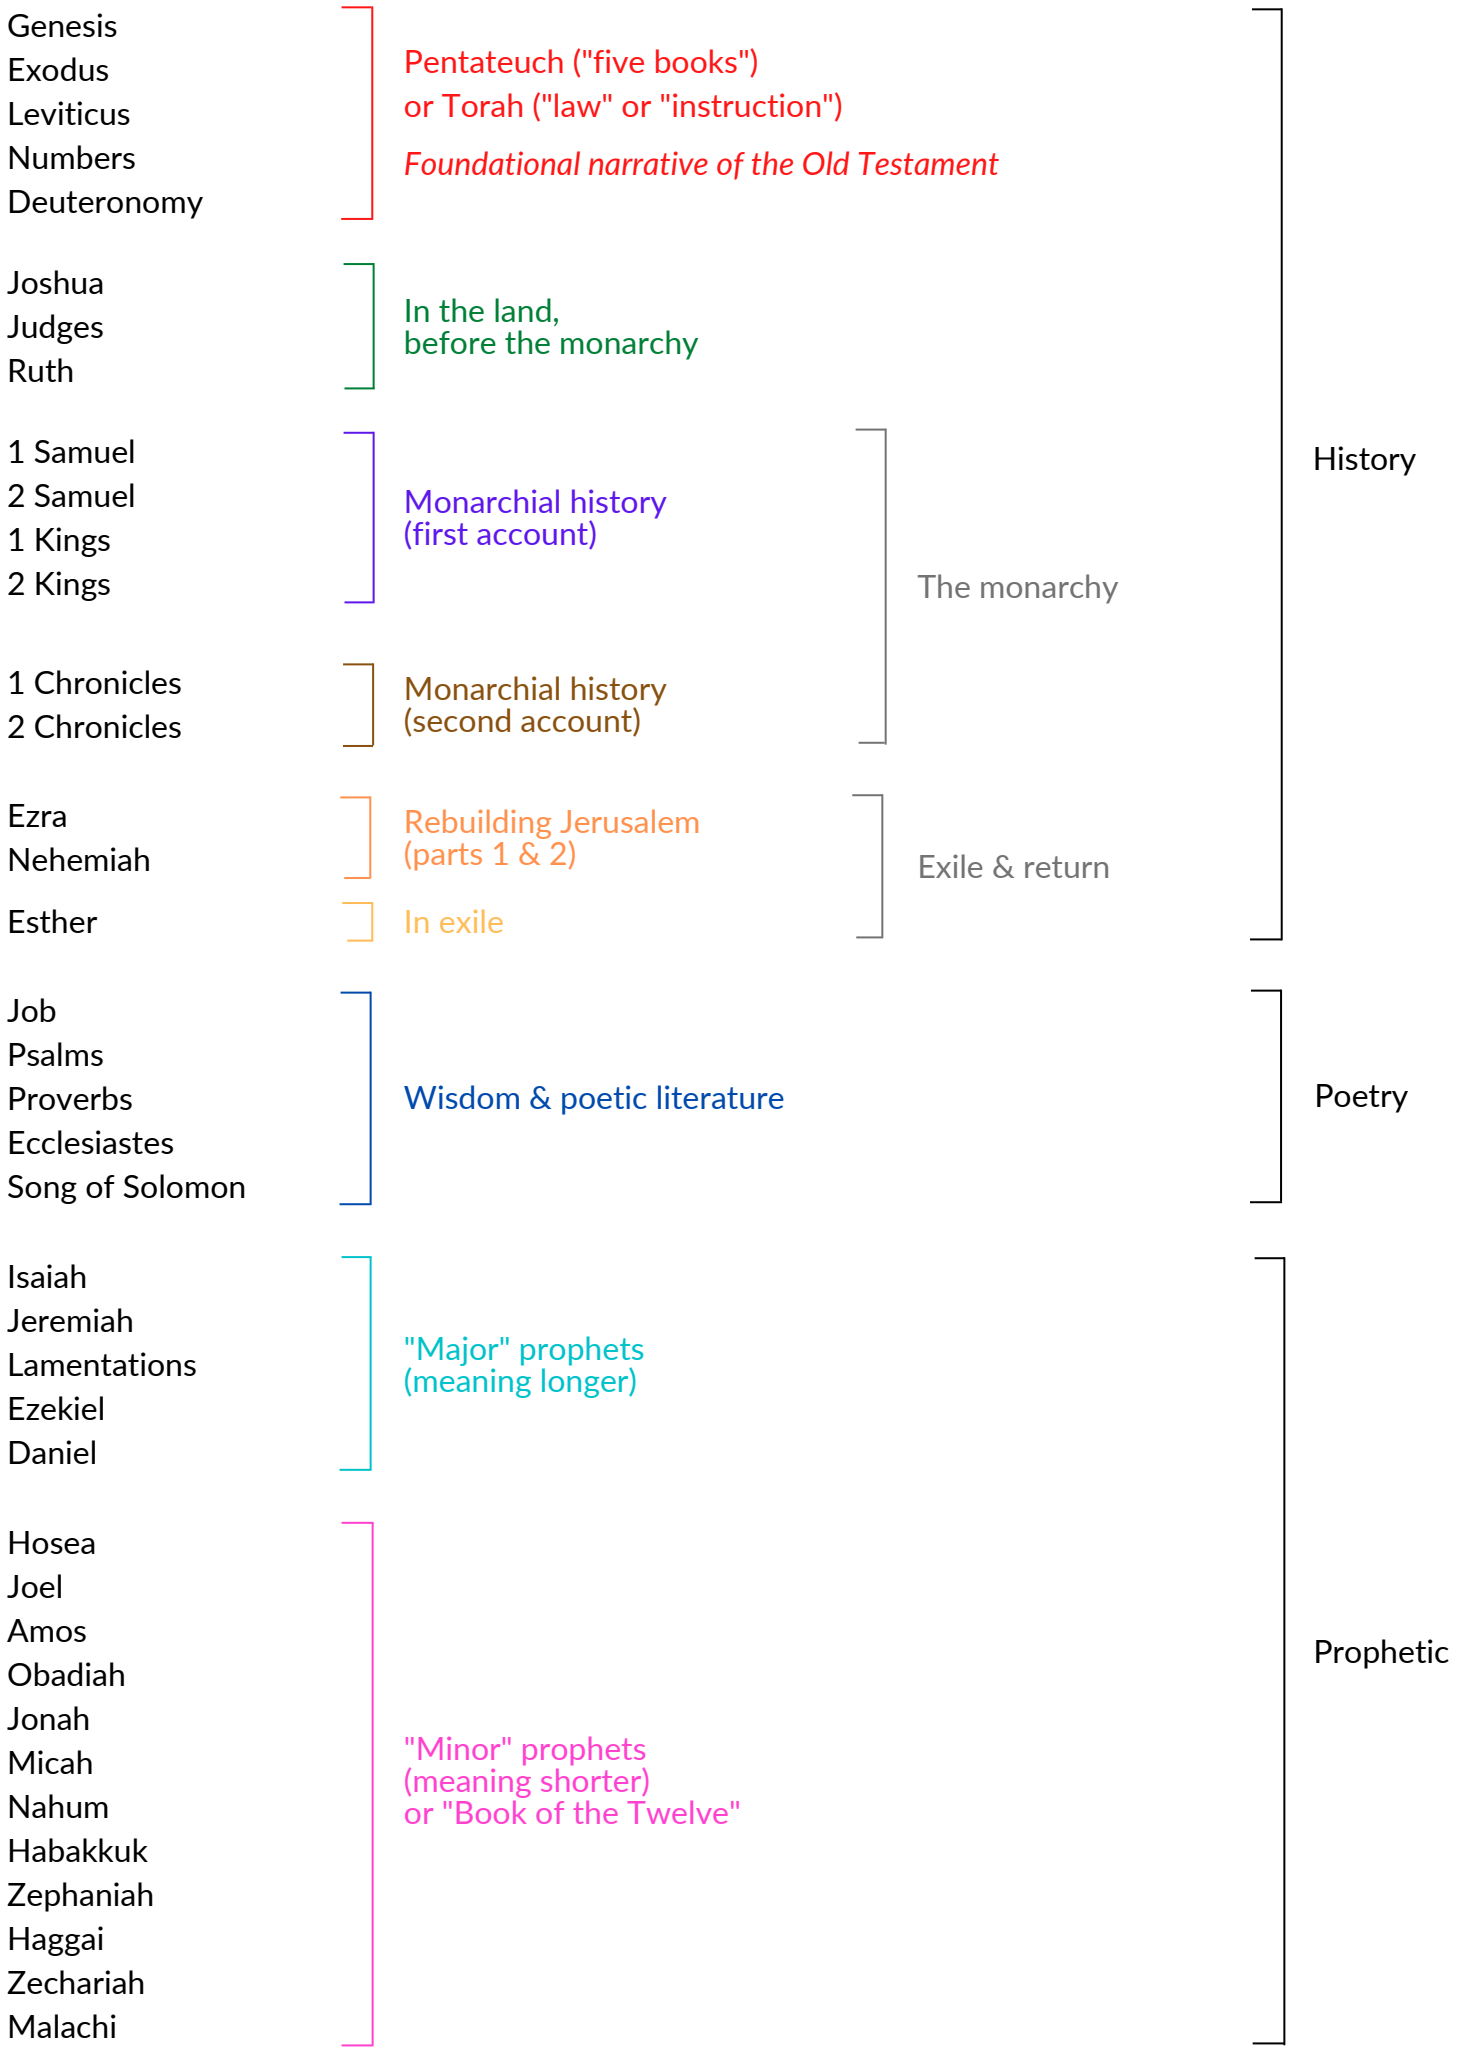 Genesis
Exodus
Leviticus
Numbers
Deuteronomy
Pentateuch ("five books")
or Torah ("law" or "instruction")
Foundational narrative of the Old Testament
Joshua
Judges
Ruth
In the land,
before the monarchy
1 Samuel
2 Samuel
1 Kings
2 Kings
Monarchial history
(first account)
1 Chronicles
2 Chronicles
Monarchial history
(second account)
The monarchy
Ezra
Nehemiah
Rebuilding Jerusalem
(parts 1 & 2)
Esther
In exile
Exile & return
History
Job
Psalms
Proverbs
Ecclesiastes
Song of Solomon
Wisdom & poetic literature
Poetry
Isaiah
Jeremiah
Lamentations
Ezekiel
Daniel
"Major" prophets
(meaning longer)
Hosea
Joel
Amos
Obadiah
Jonah
Micah
Nahum
Habakkuk
Zephaniah
Haggai
Zechariah
Malachi
"Minor" prophets
(meaning shorter)
or "Book of the Twelve"
Prophetic